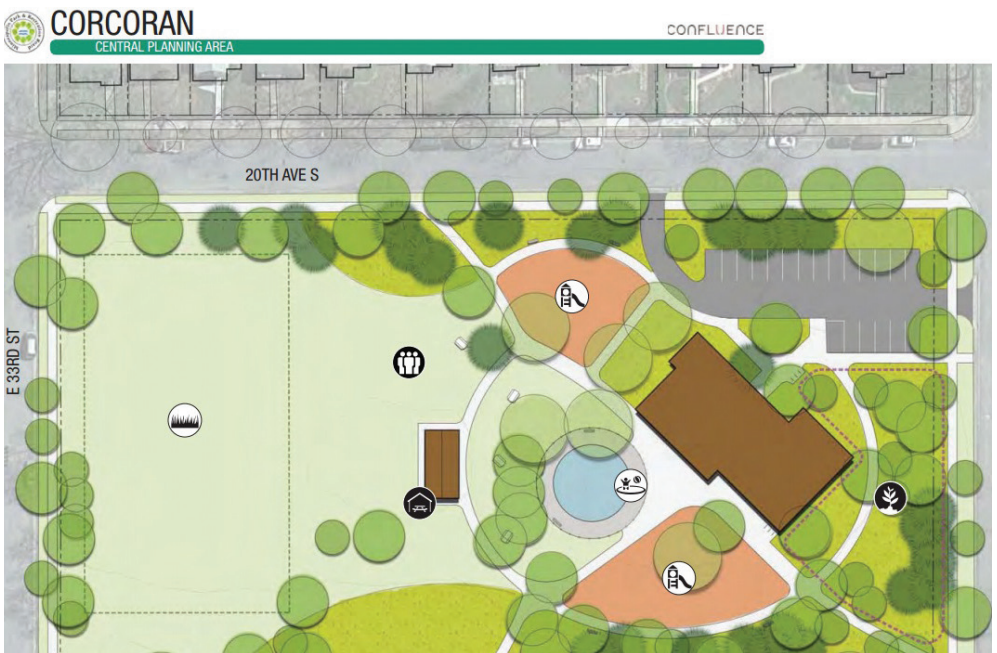 CORCORAN
CENTRAL PLANNING AREA
CONFLUENCE
20TH AVE S
E 33RD ST